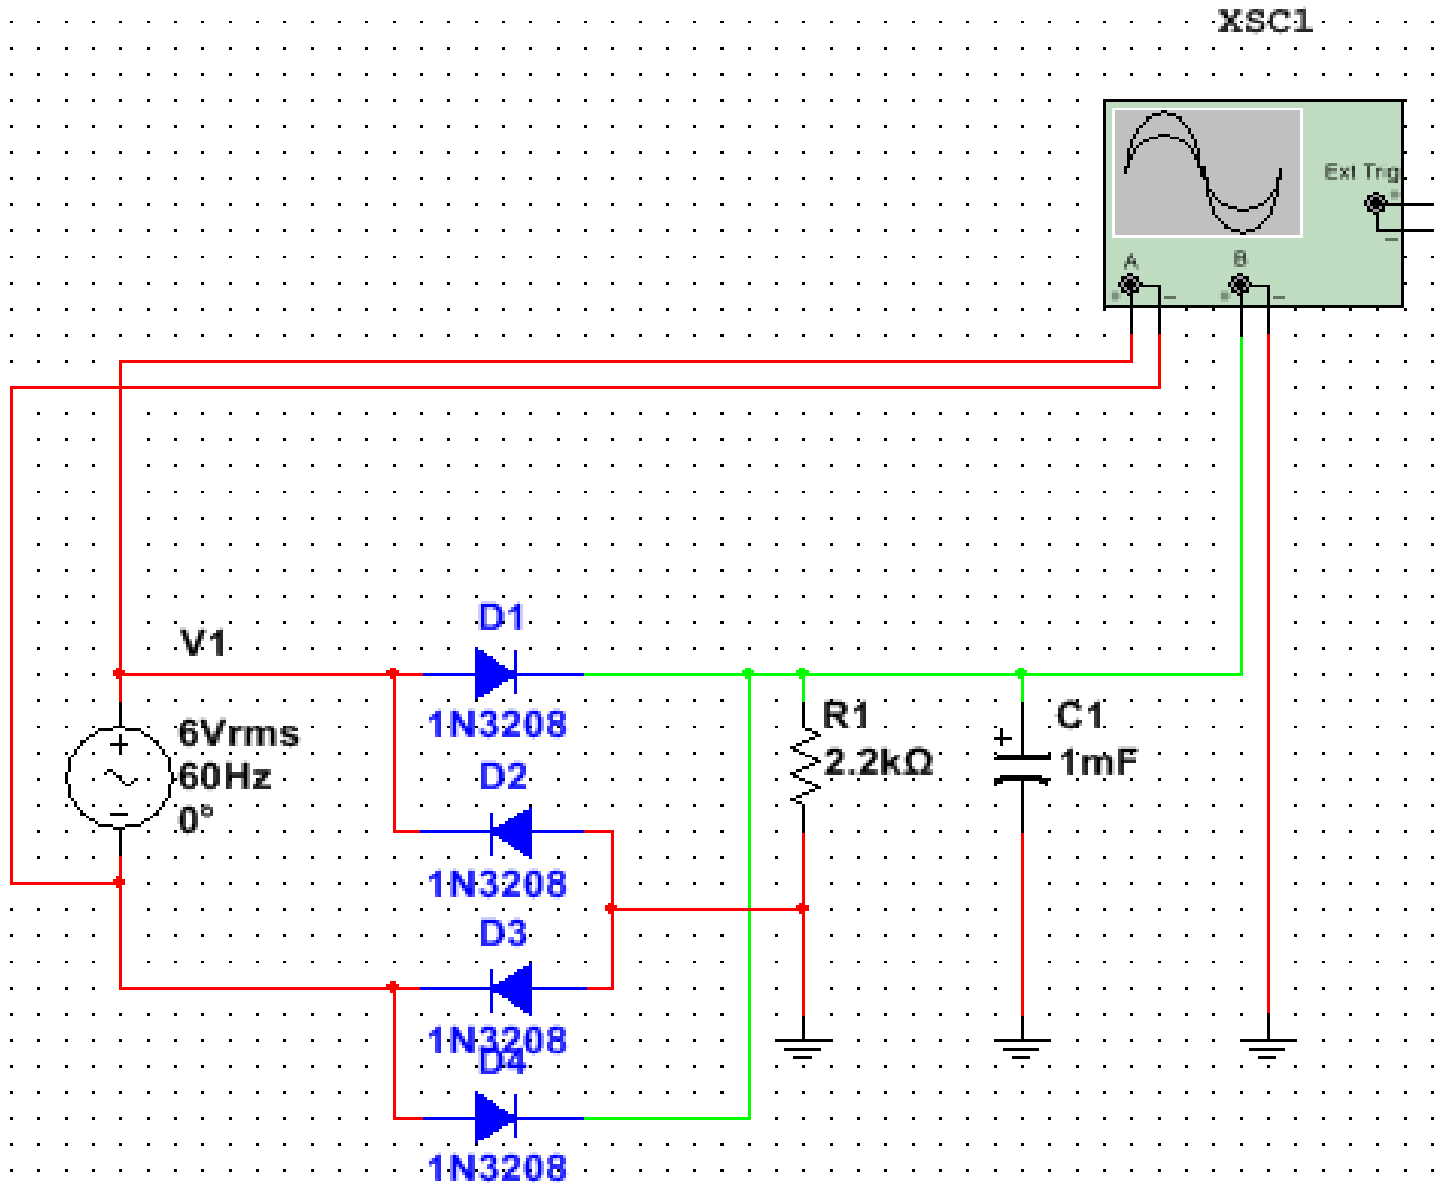 XSC1
Ext Trig
+
_
A
B
+
_
+
_
D1
V1
1N3208
R1
C1
6Vrms
+
2.2kΩ
1mF
60Hz
D2
0°
1N3208
D3
1N3208
D4
1N3208